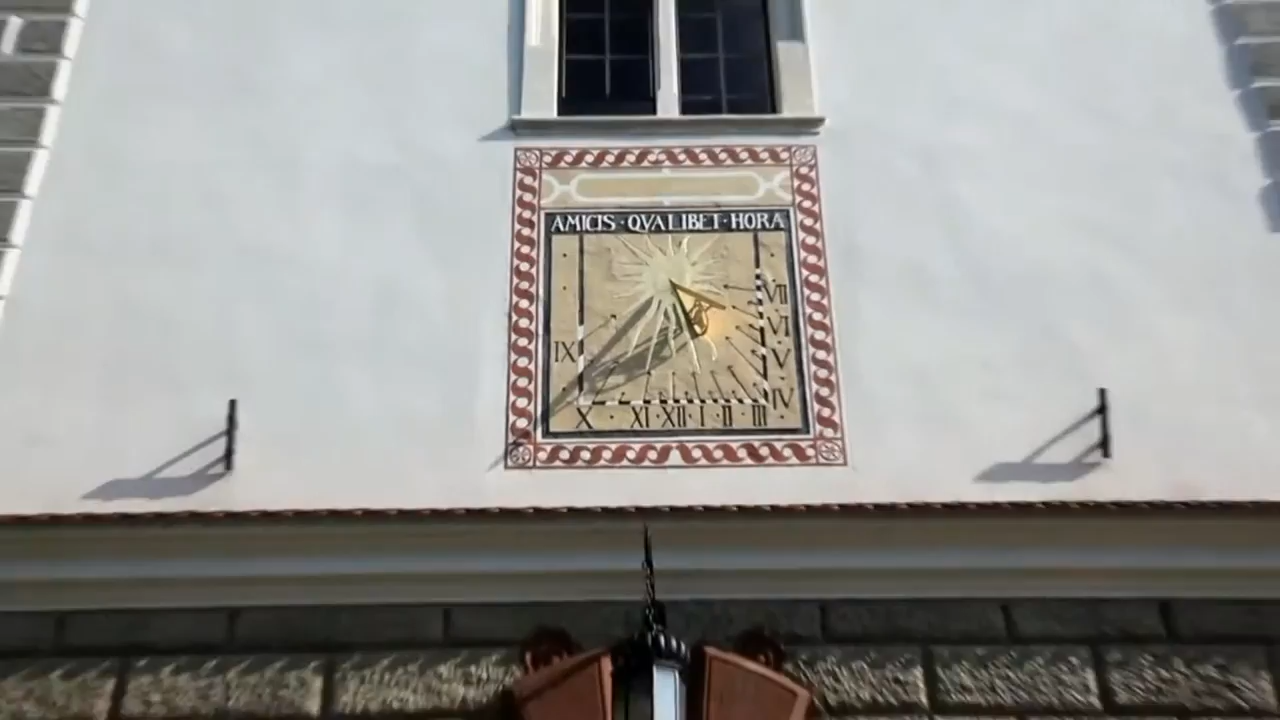 AMICIS · QVALIBET · HORA
VII
VI
IX
V
IV
X · XI XII I II III